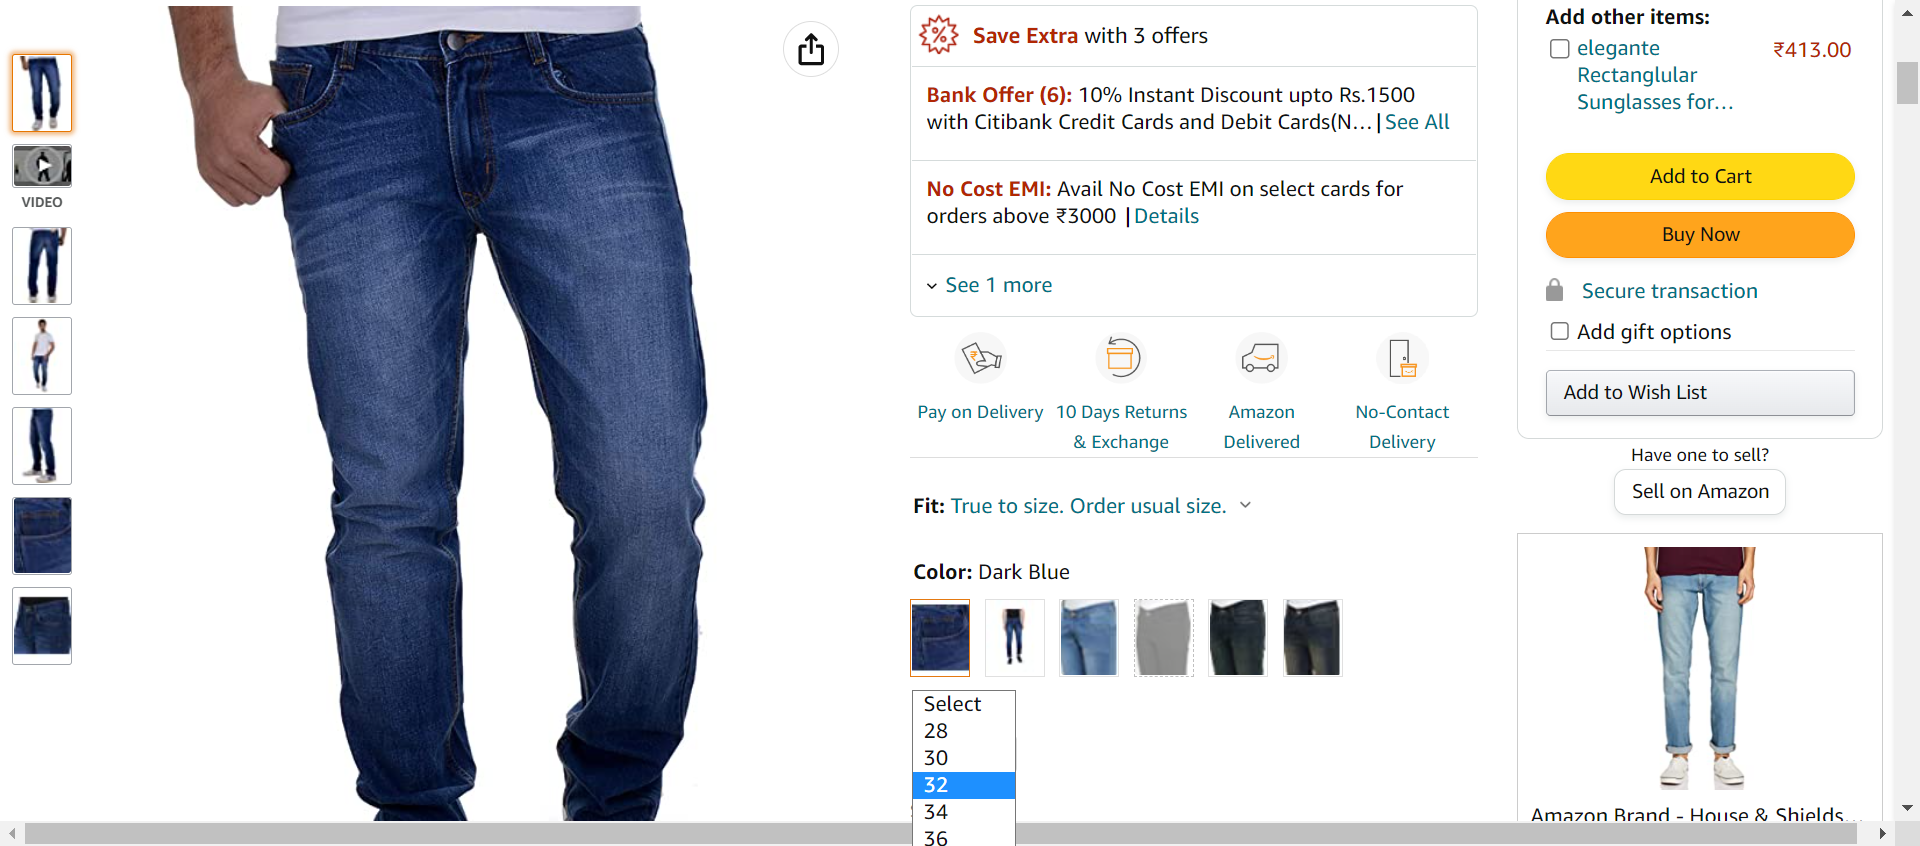 VIDEO
Save Extra with 3 offers
Bank Offer (6): 10% Instant Discount upto Rs.1500
with Citibank Credit Cards and Debit Cards(N... | See All
No Cost EMI: Avail No Cost EMI on select cards for
orders above ₹3000 | Details
See 1 more
Pay on Delivery
10 Days Returns
& Exchange
Amazon
Delivered
No-Contact
Delivery
Fit: True to size. Order usual size.
Color: Dark Blue
Select
28
30
32
34
36
Add other items:
elegante
Rectanglular
Sunglasses for...
₹413.00
Add to Cart
Buy Now
Secure transaction
Add gift options
Add to Wish List
Have one to sell?
Sell on Amazon
Amazon Brand - House & Shields...